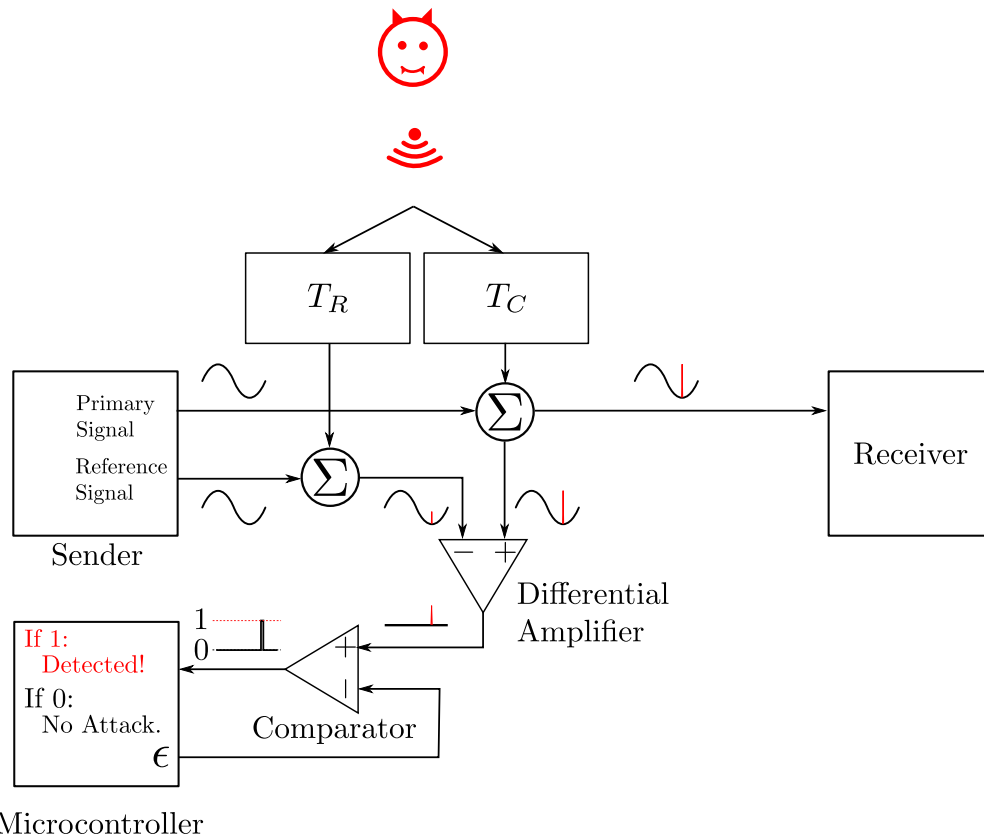 T_R
T_C
Σ
Primary
Signal
Reference
Signal
Σ
Receiver
Sender
− +
Differential
Amplifier
1
0
+
−
If 1:
Detected!
If 0:
No Attack.
ϵ
Comparator
Microcontroller